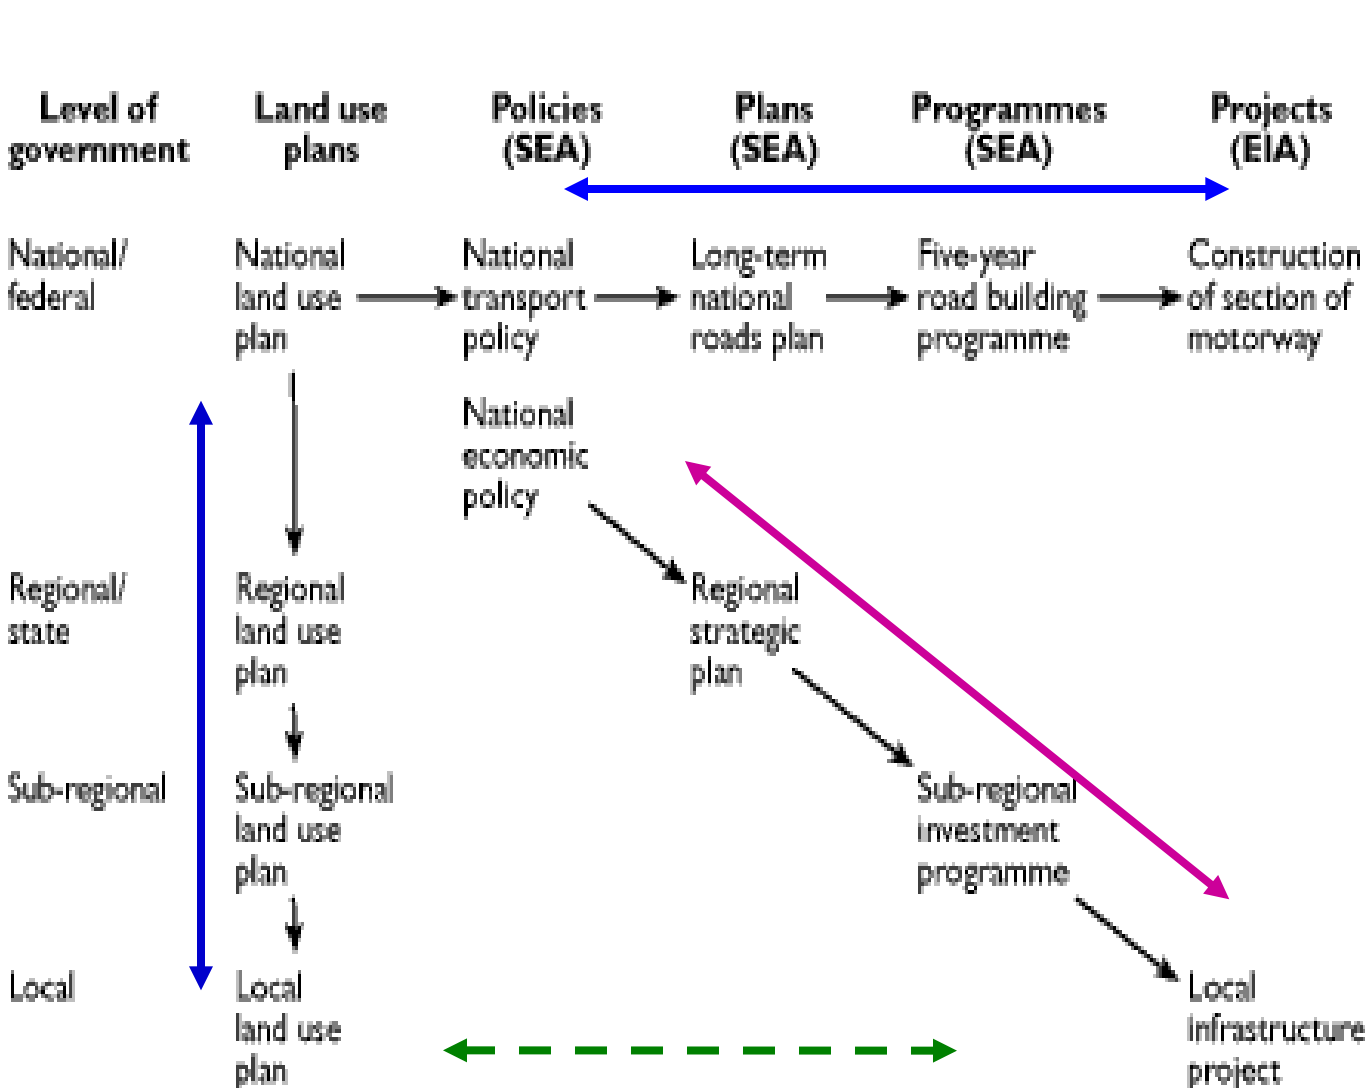 Level of
government
Land use
plans
Policies
(SEA)
Plans
(SEA)
Programmes
(SEA)
Projects
(EIA)
National/
federal
National
land use
plan
National
transport
policy
Long-term
national
roads plan
Five-year
road building
programme
Construction
of section of
motorway
National
economic
policy
Regional/
state
Regional
land use
plan
Regional
strategic
plan
Sub-regional
Sub-regional
land use
plan
Sub-regional
investment
programme
Local
Local
land use
plan
Local
infrastructure
project